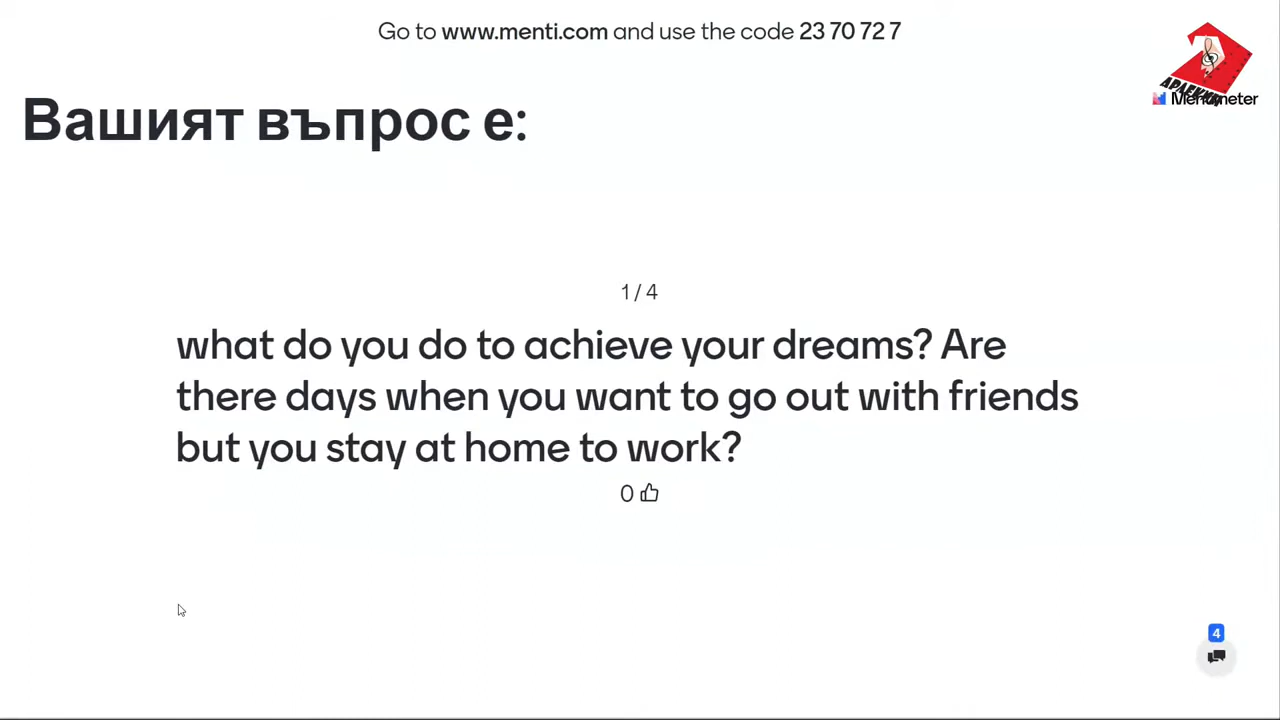 Go to www.menti.com and use the code 23 70 72 7
Mentimeter
Вашият въпрос е:
1 / 4
what do you do to achieve your dreams? Are
there days when you want to go out with friends
but you stay at home to work?
0
4